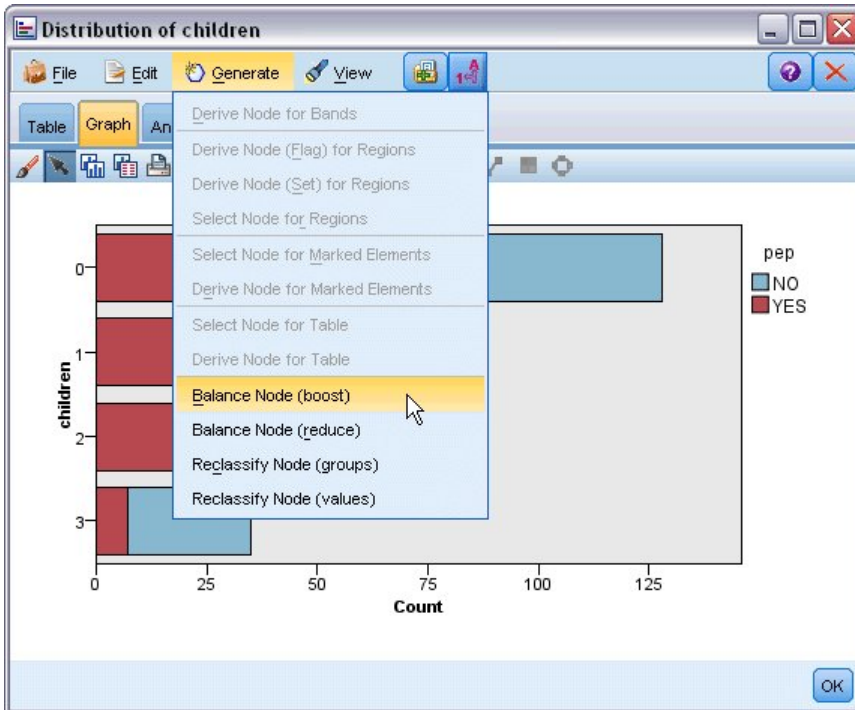 Distribution of children
File Edit Generate View
Table Graph An
Derive Node for Bands
Derive Node (Flag) for Regions
Derive Node (Set) for Regions
Select Node for Regions
Select Node for Marked Elements
Derive Node for Marked Elements
Select Node for Table
Derive Node for Table
Balance Node (boost)
Balance Node (reduce)
Reclassify Node (groups)
Reclassify Node (values)
children
0
1
2
3
0 25 50 75 100 125
Count
pep
NO
YES
OK